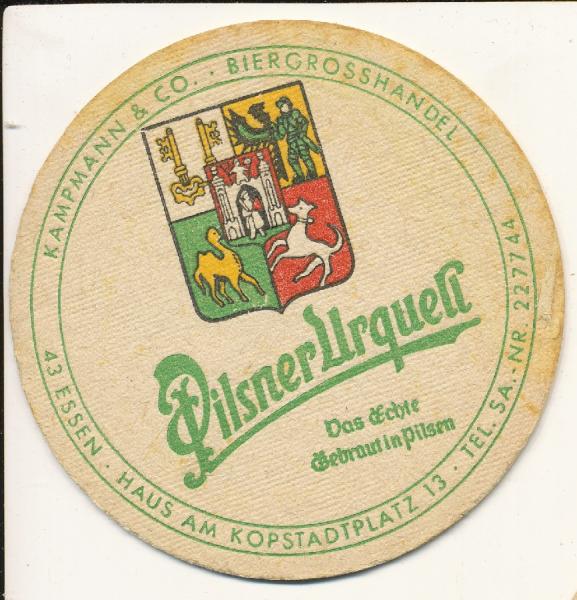 KAMPMANN & CO. · BIERGROSSHANDEL
Pilsner Urquell
Das Echte
Gebraut in Pilsen
43 ESSEN · HAUS AM KOPSTADTPLATZ 13 · TEL. SA.-NR. 227744